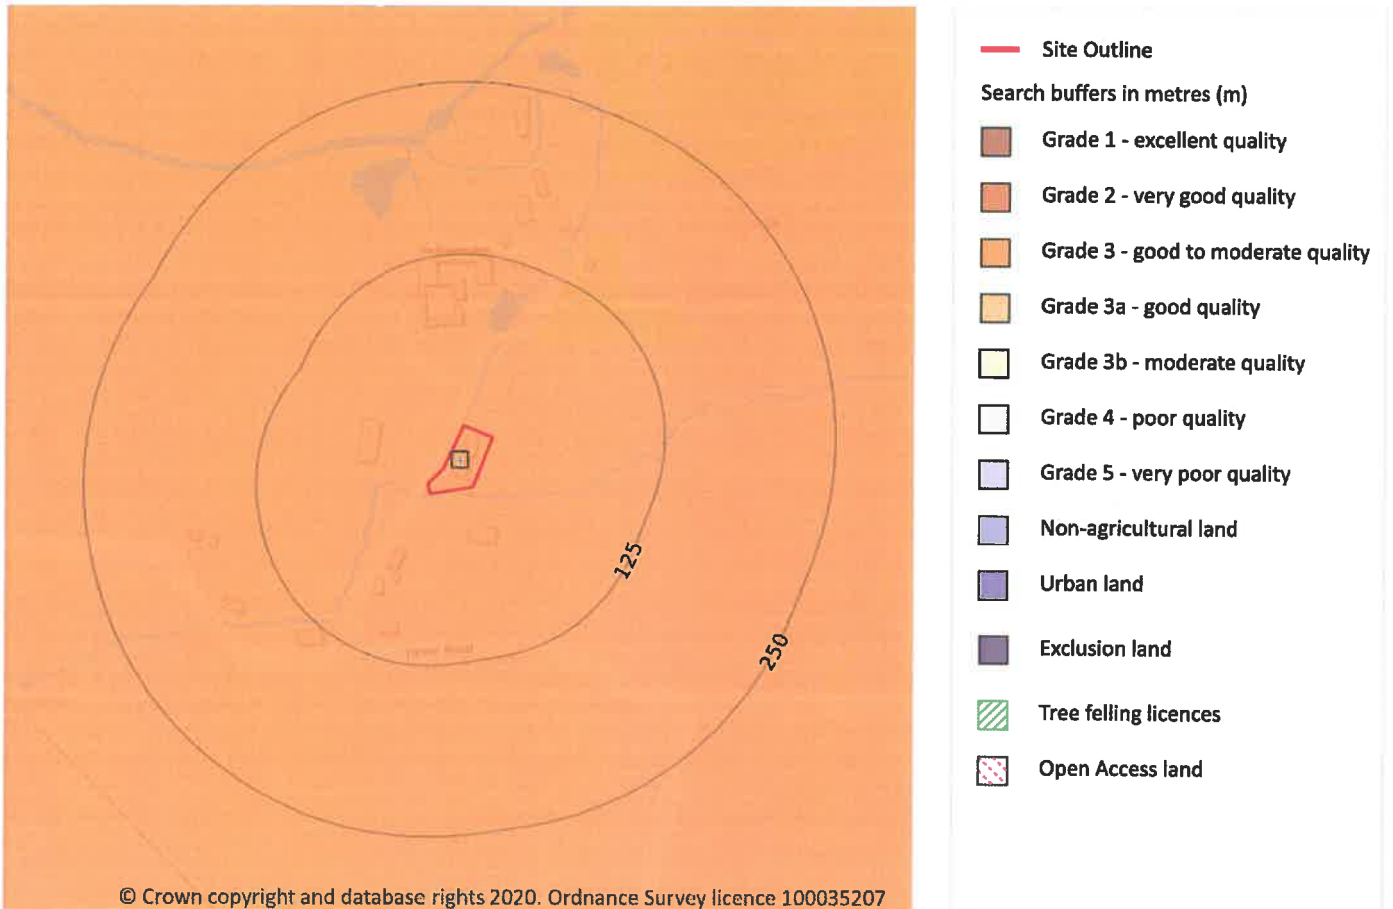 Site Outline
Search buffers in metres (m)
Grade 1 - excellent quality
Grade 2 - very good quality
Grade 3 - good to moderate quality
Grade 3a - good quality
Grade 3b - moderate quality
Grade 4 - poor quality
Grade 5 - very poor quality
Non-agricultural land
Urban land
Exclusion land
Tree felling licences
Open Access land
125
250
© Crown copyright and database rights 2020. Ordnance Survey licence 100035207